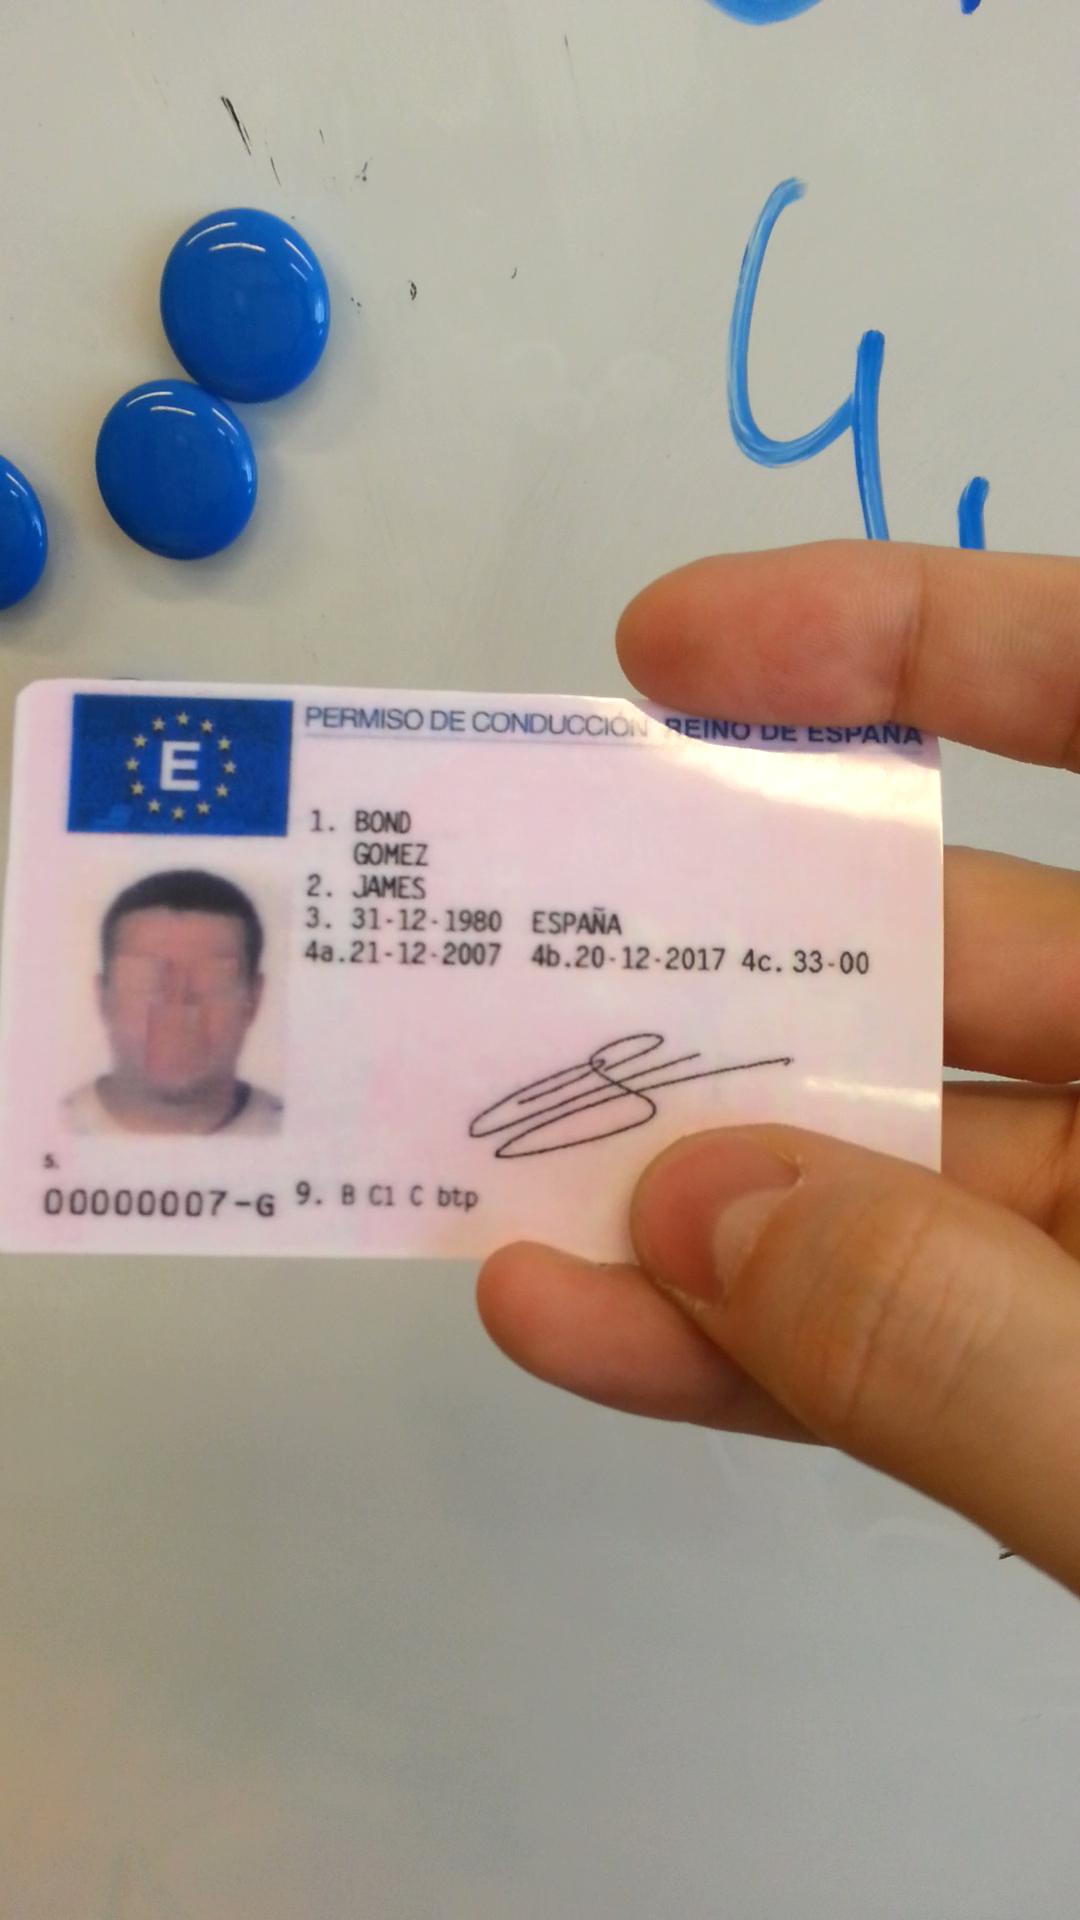 4,
E
PERMISO DE CONDUCCIÓN REINO DE ESPAÑA
1. BOND
GOMEZ
2. JAMES
3. 31-12-1980 ESPAÑA
4a.21-12-2007 4b.20-12-2017 4c. 33-00
5.
00000007-G 9. B C1 C btp